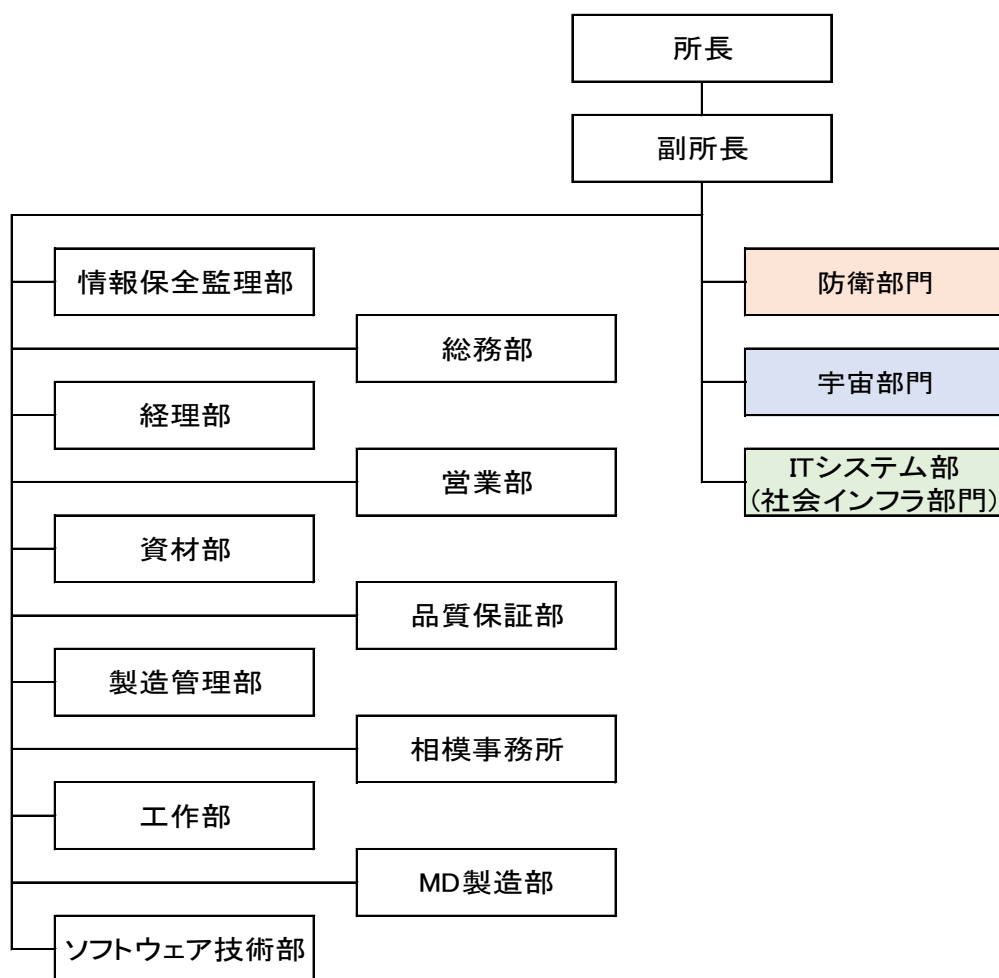 所長
副所長
情報保全監理部
防衛部門
総務部
宇宙部門
経理部
営業部
ITシステム部
(社会インフラ部門)
資材部
品質保証部
製造管理部
相模事務所
工作部
MD製造部
ソフトウェア技術部